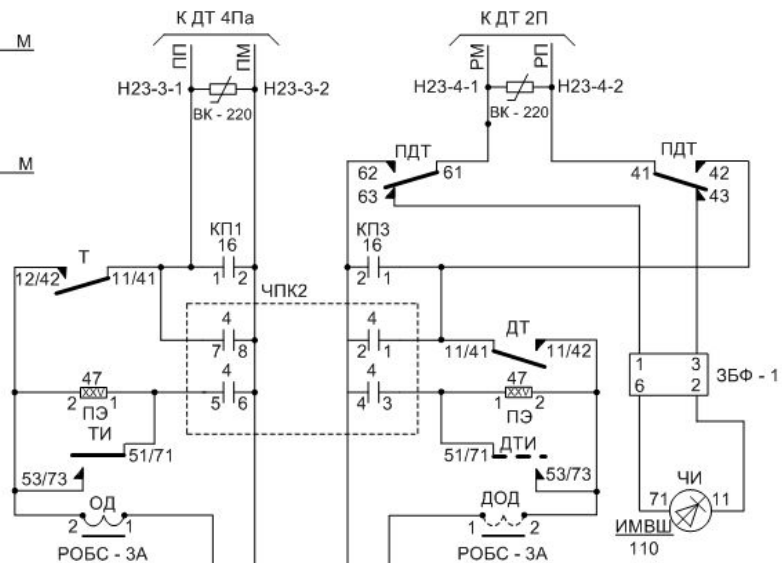 К ДТ 4Па
К ДТ 2П
М
ПП
ПМ
РМ
РП
Н23-3-1
Н23-3-2
Н23-4-1
Н23-4-2
ВК - 220
ВК - 220
М
ПДТ
62
61
63
ПДТ
41
42
43
Т
12/42
11/41
КП1
16
1
2
КП3
16
2
1
ЧПК2
4
7
8
4
2
1
ДТ
11/41
11/42
47
XXV
2
1
ПЭ
4
5
6
4
4
3
47
XXV
1
2
ПЭ
1
3
6
2
ЗБФ - 1
ТИ
51/71
53/73
ДТИ
51/71
53/73
ОД
2
1
РОБС - 3А
ДОД
1
2
РОБС - 3А
ЧИ
71
11
ИМВШ
110